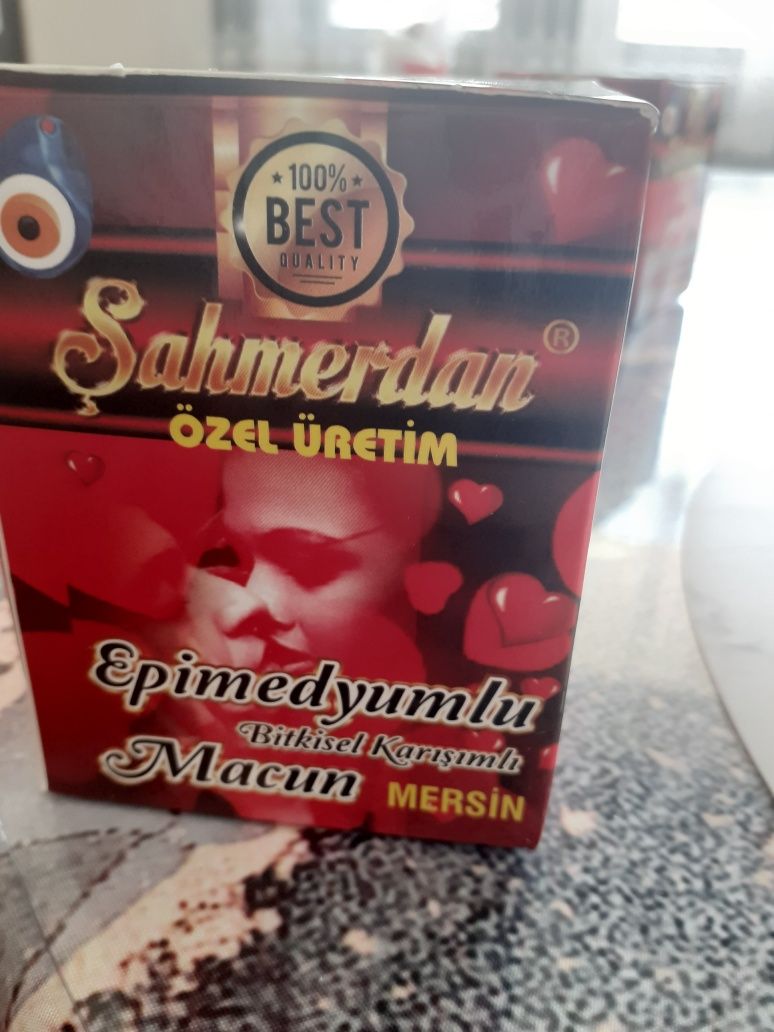 100%
BEST
QUALITY
Şahmerdan®
ÖZEL ÜRETİM
Epimedyumlu
Bitkisel Karışımlı
Macun MERSİN